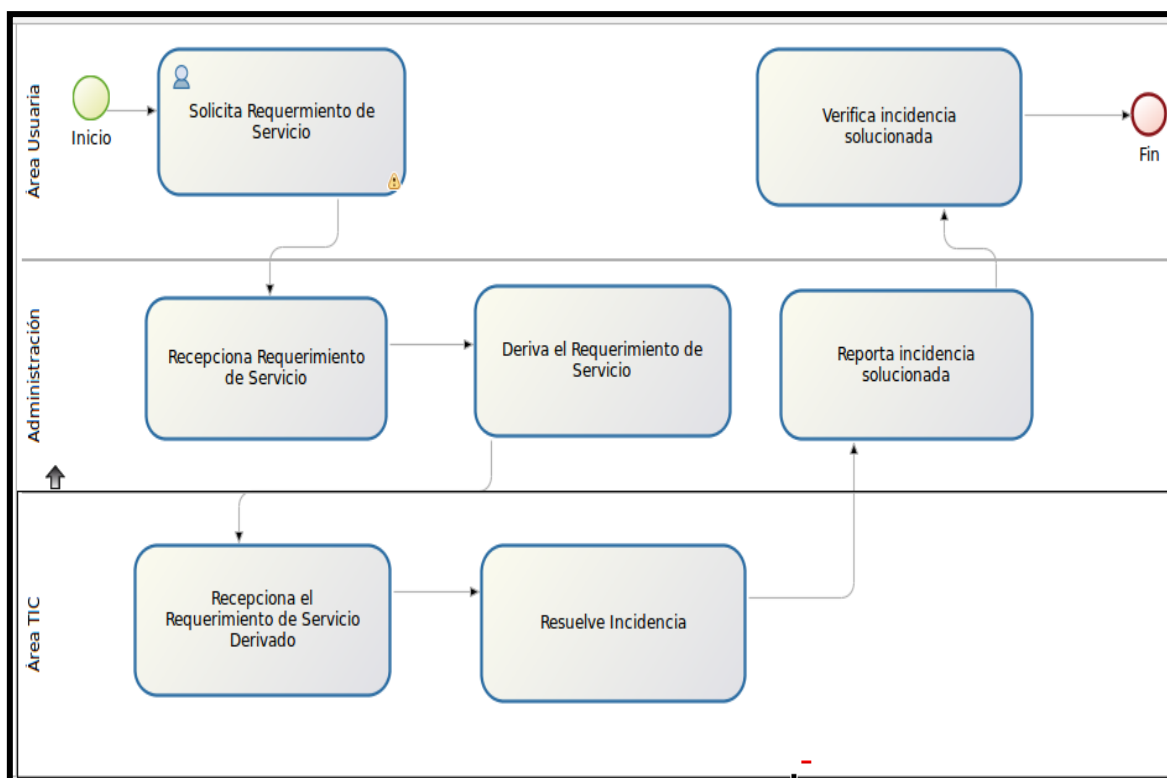 Área Usuaria
Inicio
Solicita Requermiento de
Servicio
Verifica incidencia
solucionada
Fin
Administración
Recepciona Requerimiento
de Servicio
Deriva el Requerimiento de
Servicio
Reporta incidencia
solucionada
Área TIC
Recepciona el
Requerimiento de Servicio
Derivado
Resuelve Incidencia